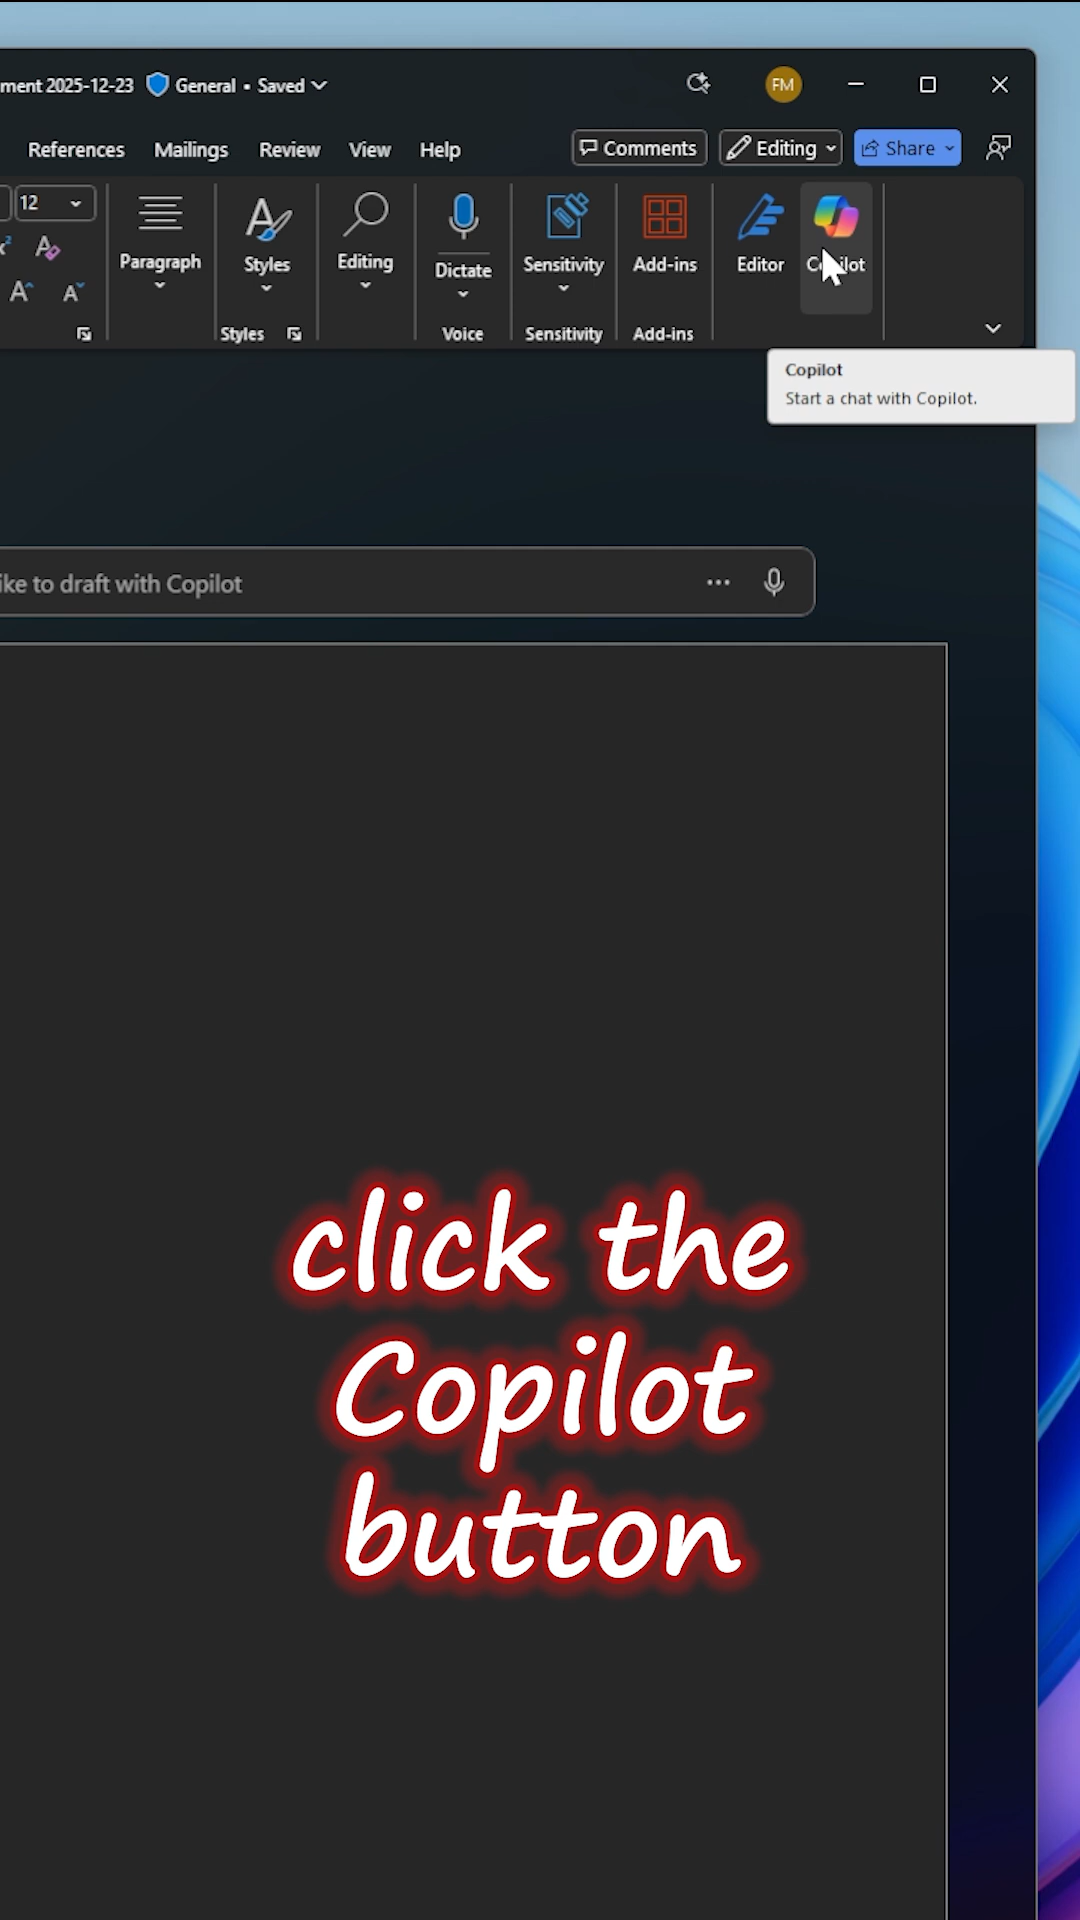 ment 2025-12-23 General • Saved
FM
References Mailings Review View Help Comments Editing Share
12
Paragraph Styles Editing Dictate Sensitivity Add-ins Editor Copilot
Styles Voice Sensitivity Add-ins
Copilot
Start a chat with Copilot.
ike to draft with Copilot
click the
Copilot
button